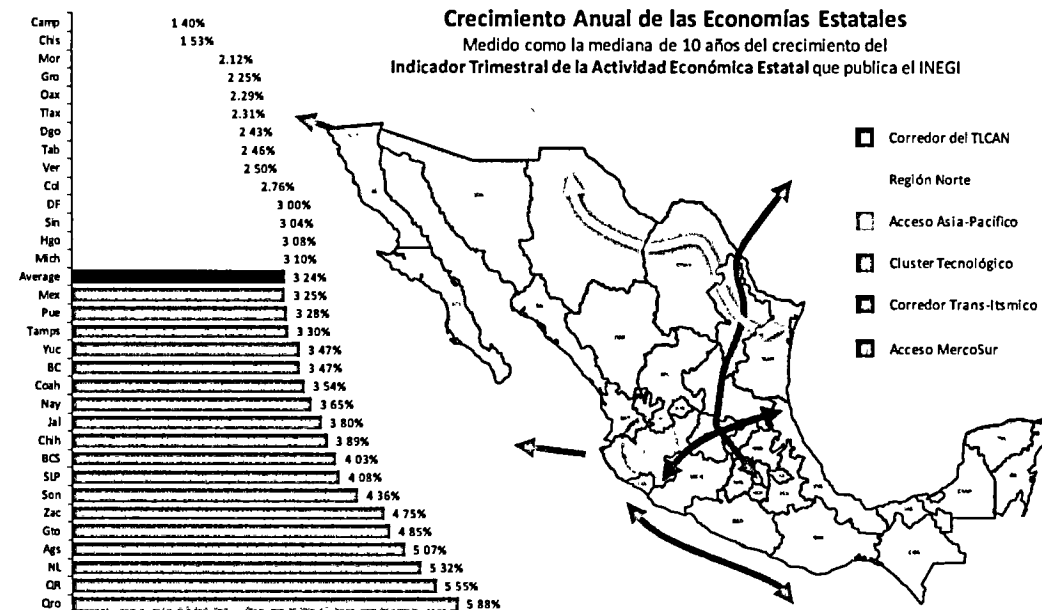 Crecimiento Anual de las Economías Estatales
Medido como la mediana de 10 años del crecimiento del
Indicador Trimestral de la Actividad Económica Estatal que publica el INEGI
Camp 1 40%
Chis 1 53%
Mor 2.12%
Gro 2 25%
Oax 2.29%
Tlax 2.31%
Dgo 2 43%
Tab 2 46%
Ver 2 50%
Col 2.76%
DF 3 00%
Sin 3 04%
Hgo 3 08%
Mich 3 10%
Average 3 24%
Mex 3 25%
Pue 3 28%
Tamps 3 30%
Yuc 3 47%
BC 3 47%
Coah 3 54%
Nay 3 65%
Jal 3 80%
Chih 3 89%
BCS 4 03%
SLP 4 08%
Son 4 36%
Zac 4 75%
Gto 4 85%
Ags 5 07%
NL 5 32%
QR 5 55%
Qro 5 88%
Corredor del TLCAN
Región Norte
Acceso Asia-Pacífico
Cluster Tecnológico
Corredor Trans-Itsmico
Acceso MercoSur